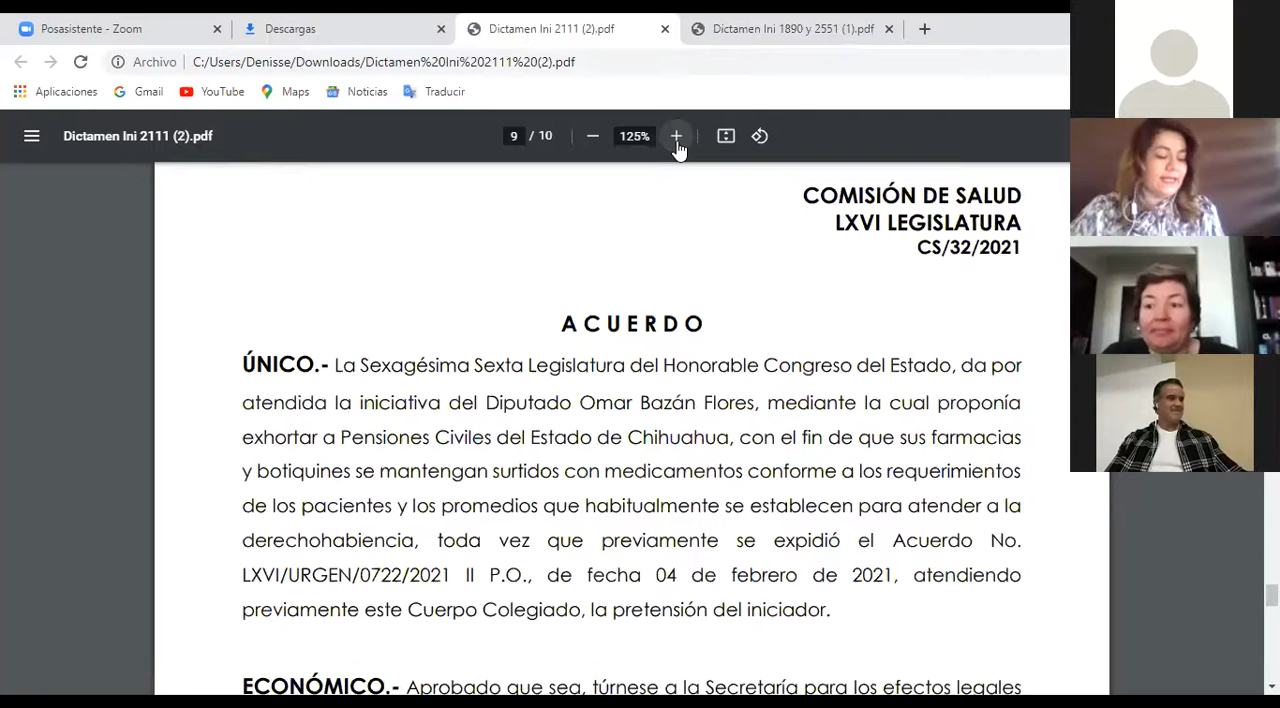 Posasistente - Zoom
Descargas
Dictamen Ini 2111 (2).pdf
Dictamen Ini 1890 y 2551 (1).pdf
Archivo | C:/Users/Denisse/Downloads/Dictamen%20Ini%202111%20(2).pdf
Aplicaciones
Gmail
YouTube
Maps
Noticias
Traducir
Dictamen Ini 2111 (2).pdf
9 / 10
125%
COMISIÓN DE SALUD
LXVI LEGISLATURA
CS/32/2021
A C U E R D O
ÚNICO.- La Sexagésima Sexta Legislatura del Honorable Congreso del Estado, da por
atendida la iniciativa del Diputado Omar Bazán Flores, mediante la cual proponía
exhortar a Pensiones Civiles del Estado de Chihuahua, con el fin de que sus farmacias
y botiquines se mantengan surtidos con medicamentos conforme a los requerimientos
de los pacientes y los promedios que habitualmente se establecen para atender a la
derechohabiencia, toda vez que previamente se expidió el Acuerdo No.
LXVI/URGEN/0722/2021 II P.O., de fecha 04 de febrero de 2021, atendiendo
previamente este Cuerpo Colegiado, la pretensión del iniciador.
ECONÓMICO.- Aprobado que sea, túrnese a la Secretaría para los efectos legales